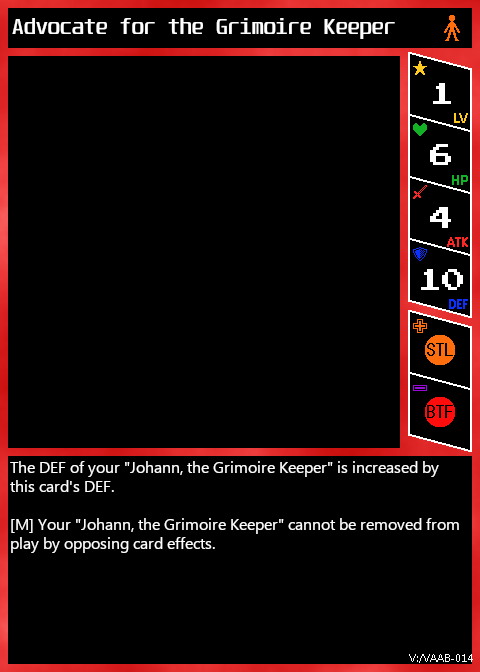 Advocate for the Grimoire Keeper
1
LV
6
HP
4
ATK
10
DEF
STL
BTF
The DEF of your "Johann, the Grimoire Keeper" is increased by
this card's DEF.
[M] Your "Johann, the Grimoire Keeper" cannot be removed from
play by opposing card effects.
V:/VAAB-014